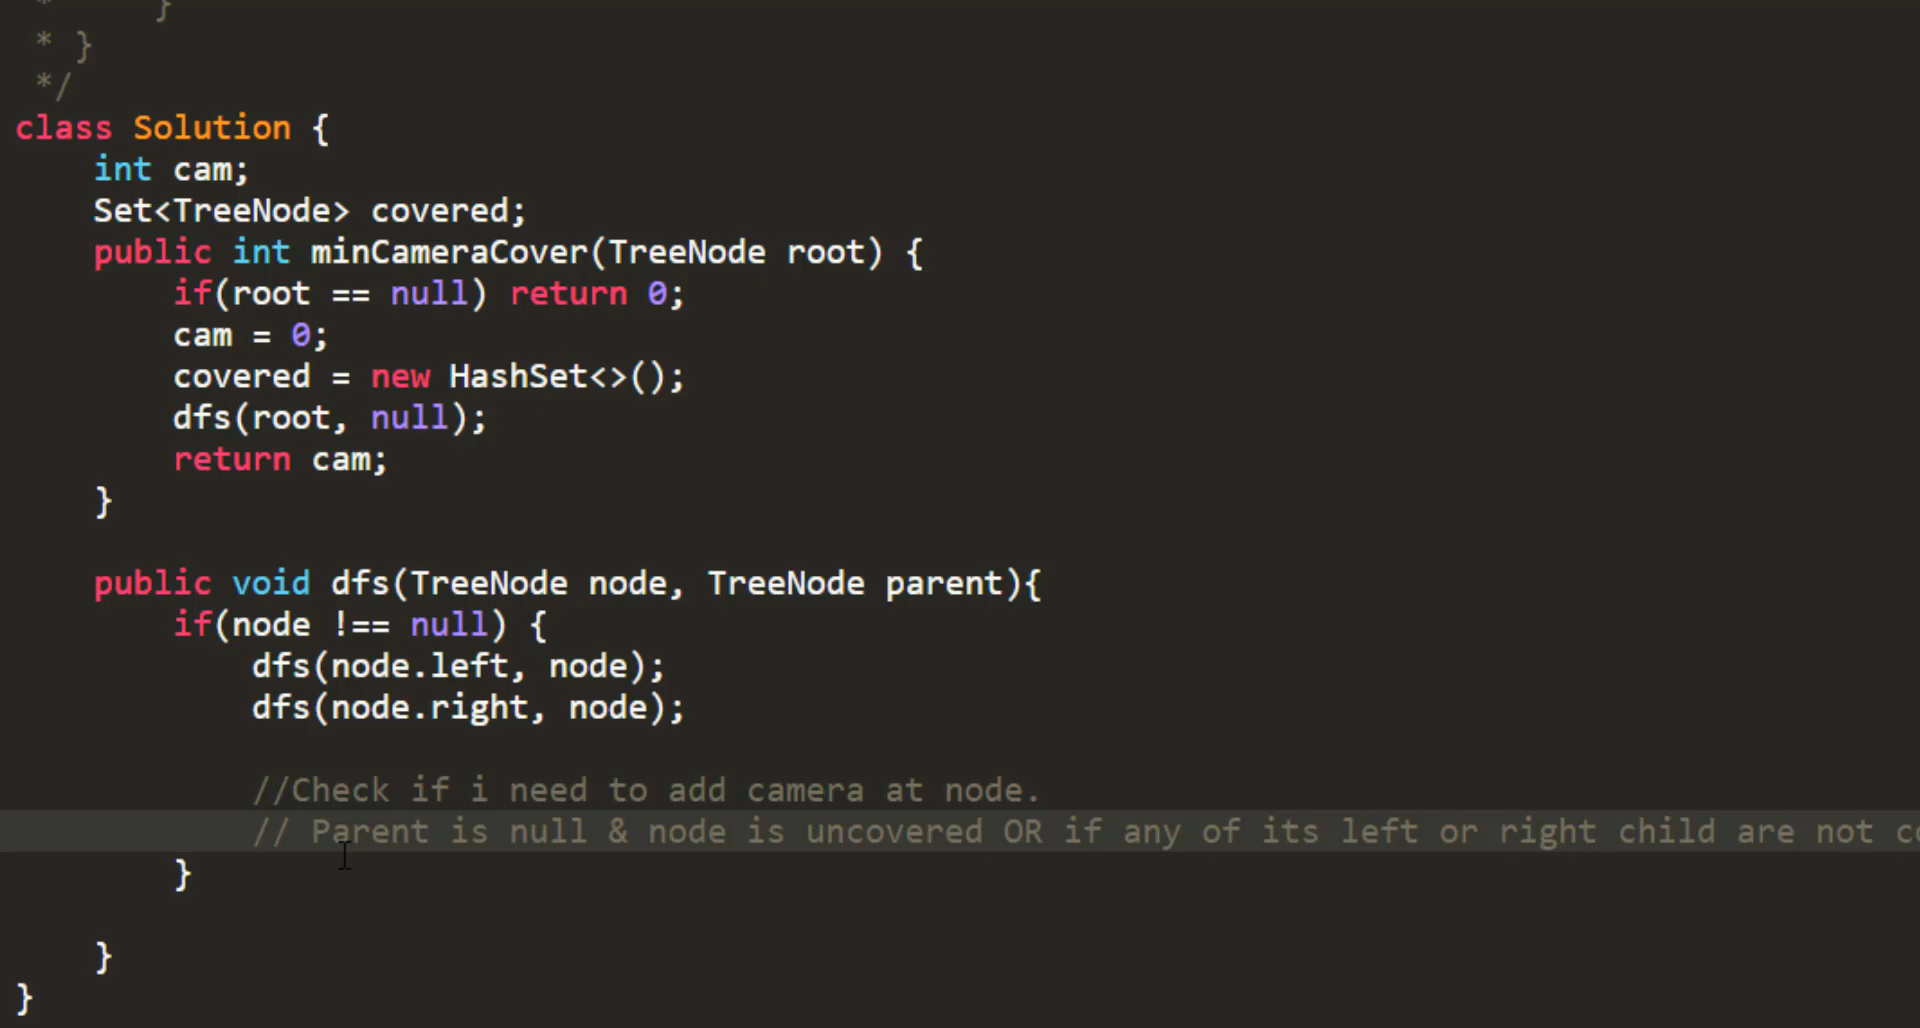 * }
* }
*/
class Solution {
int cam;
Set<TreeNode> covered;
public int minCameraCover(TreeNode root) {
if(root == null) return 0;
cam = 0;
covered = new HashSet<>();
dfs(root, null);
return cam;
}
public void dfs(TreeNode node, TreeNode parent){
if(node !== null) {
dfs(node.left, node);
dfs(node.right, node);
//Check if i need to add camera at node.
// Parent is null & node is uncovered OR if any of its left or right child are not
}
}
}